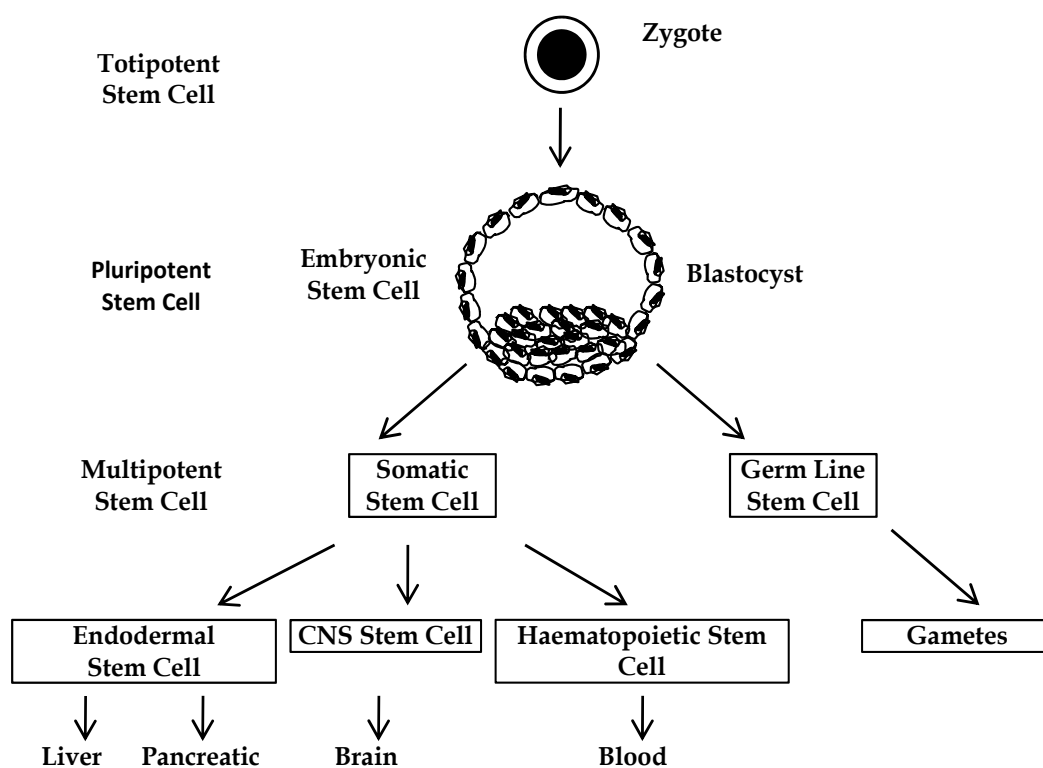 Zygote
Totipotent
Stem Cell
Pluripotent
Stem Cell
Embryonic
Stem Cell
Blastocyst
Multipotent
Stem Cell
Somatic
Stem Cell
Germ Line
Stem Cell
Endodermal
Stem Cell
CNS Stem Cell
Haematopoietic Stem
Cell
Gametes
Liver
Pancreatic
Brain
Blood